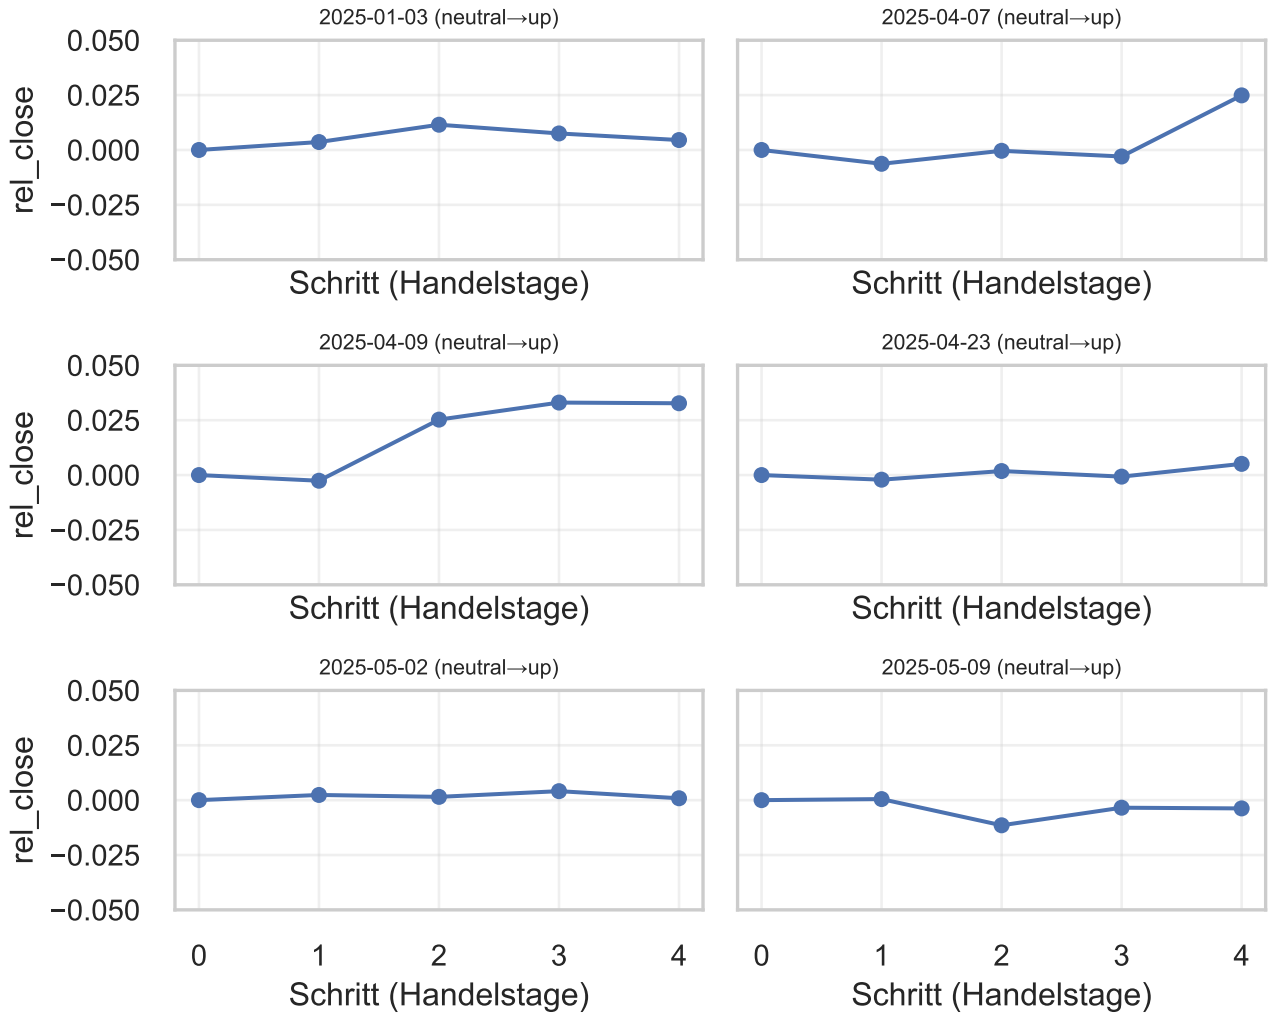 2025-01-03 (neutral→up)
0.050
0.025
0.000
−0.025
−0.050
rel_close
Schritt (Handelstage)
2025-04-07 (neutral→up)
Schritt (Handelstage)
2025-04-09 (neutral→up)
0.050
0.025
0.000
−0.025
−0.050
rel_close
Schritt (Handelstage)
2025-04-23 (neutral→up)
Schritt (Handelstage)
2025-05-02 (neutral→up)
0.050
0.025
0.000
−0.025
−0.050
rel_close
0 1 2 3 4
Schritt (Handelstage)
2025-05-09 (neutral→up)
0 1 2 3 4
Schritt (Handelstage)